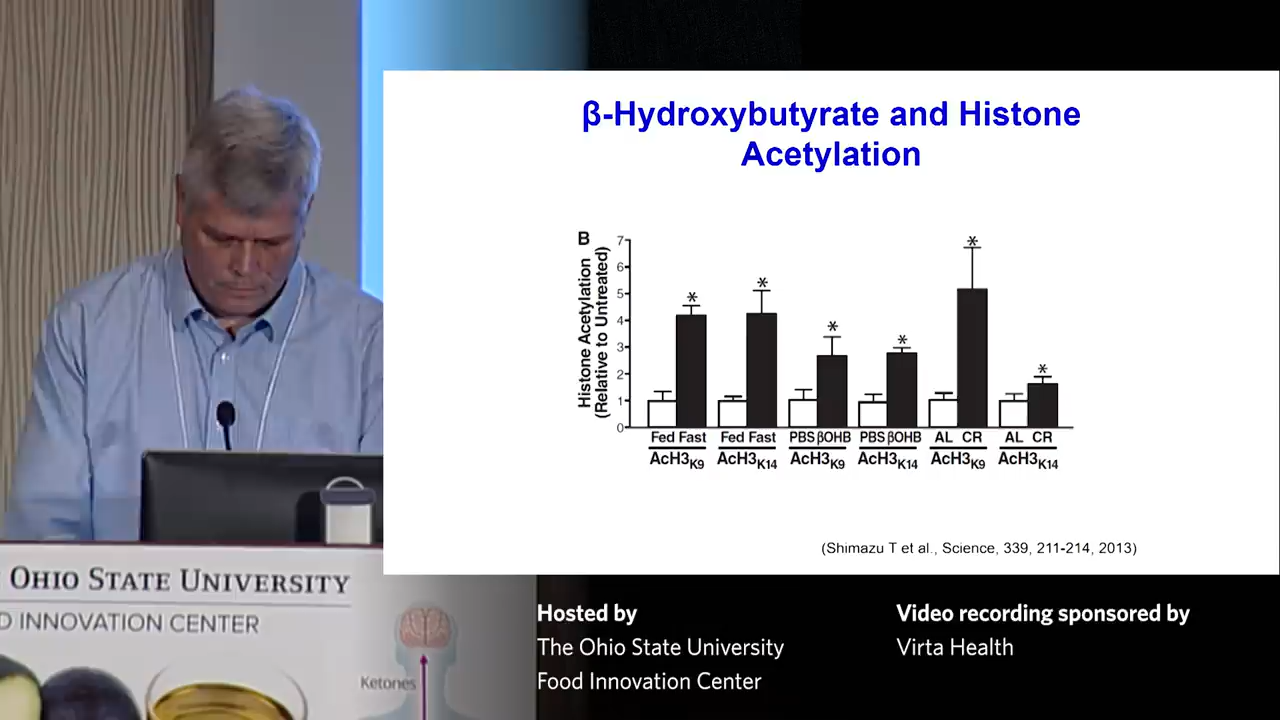 β-Hydroxybutyrate and Histone
Acetylation
B
Histone Acetylation
(Relative to Untreated)
7
6
5
4
3
2
1
0
* * * * * *
Fed Fast Fed Fast PBS βOHB PBS βOHB AL CR AL CR
AcH3K9 AcH3K14 AcH3K9 AcH3K14 AcH3K9 AcH3K14
(Shimazu T et al., Science, 339, 211-214, 2013)
OHIO STATE UNIVERSITY
D INNOVATION CENTER
Ketones
Hosted by
The Ohio State University
Food Innovation Center
Video recording sponsored by
Virta Health